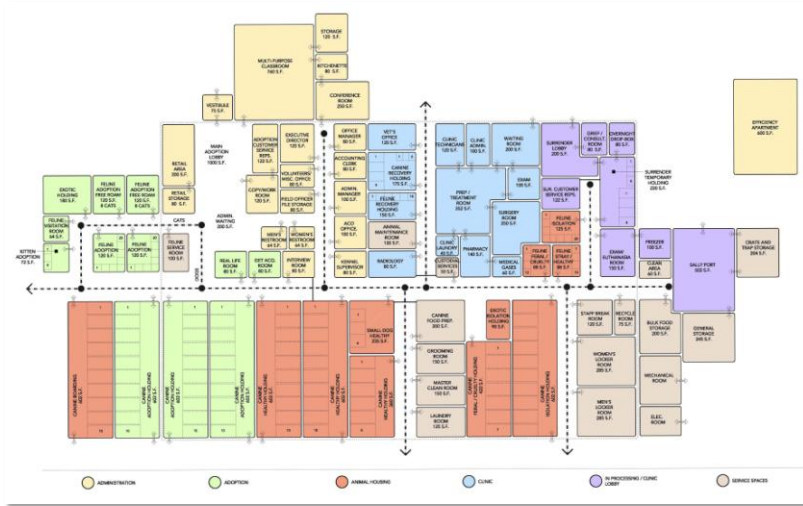 STORAGE
120 S.F.
MULTI-PURPOSE
CLASSROOM
KITCHENETTE
80 S.F.
CONFERENCE
ROOM
250 S.F.
VESTIBULE
75 S.F.
EFFICIENCY
APARTMENT
600 S.F.
MAIN
ADOPTION
LOBBY
1000 S.F.
RETAIL
AREA
RETAIL
STORAGE
80 S.F.
ADOPTION
CUSTOMER
SERVICE
REPS.
120 S.F.
EXECUTIVE
DIRECTOR
120 S.F.
VOLUNTEERS/
MISC. OFFICE
80 S.F.
COPY/WORK
ROOM
120 S.F.
FIELD OFFICER
FILE STORAGE
80 S.F.
OFFICE
MANAGER
80 S.F.
ACCOUNTING
CLERK
80 S.F.
ADMIN.
MANAGER
100 S.F.
ACO
OFFICE
100 S.F.
KENNEL
SUPERVISOR
80 S.F.
VET'S
OFFICE
120 S.F.
CANINE
RECOVERY
HOLDING
170 S.F.
FELINE
RECOVERY HOLDING
150 S.F.
ANIMAL
MAINTENANCE
ROOM
RADIOLOGY
80 S.F.
CLINIC
TECHNICIANS
120 S.F.
CLINIC
ADMIN.
100 S.F.
WAITING
ROOM
200 S.F.
EXAM
100 S.F.
PREP /
TREATMENT
ROOM
SURGERY
ROOM
250 S.F.
CLINIC
LAUNDRY
CUSTODIAL
SERVICES
PHARMACY
140 S.F.
MEDICAL
GASES
SURRENDER
LOBBY
200 S.F.
GRIEF /
CONSULT
ROOM
80 S.F.
OVERNIGHT
DROP BOX
SUR. CUSTOMER
SERVICE REPS.
SURRENDER
TEMPORARY
HOLDING
200 S.F.
FELINE
ISOLATION
125 S.F.
FELINE
FERAL /
CRUELTY
FELINE
STRAY /
HEALTHY
EXAM/
EUTHANASIA
ROOM
150 S.F.
FREEZER
100 S.F.
CLEAN
AREA
SALLY PORT
CRATE AND
TRAP STORAGE
EXOTIC
HOLDING
180 S.F.
FELINE
ADOPTION
FREE ROAM
120 S.F.
8 CATS
FELINE
ADOPTION
FREE ROAM
120 S.F.
8 CATS
FELINE
VISITATION
ROOM
CATS
KITTEN
ADOPTION
72 S.F.
FELINE
ADOPTION
120 S.F.
FELINE
ADOPTION
120 S.F.
FELINE
SERVICE
ROOM
DOGS
ADMIN.
WAITING
MEN'S
RESTROOM
64 S.F.
WOMEN'S
RESTROOM
64 S.F.
REAL LIFE
ROOM
80 S.F.
GET ACQ.
ROOM
80 S.F.
INTERVIEW
ROOM
80 S.F.
CANINE BOARDING
CANINE
ADOPTION HOLDING
CANINE
ADOPTION HOLDING
CANINE
ADOPTION HOLDING
CANINE
HEALTHY HOLDING
CANINE
HEALTHY HOLDING
SMALL DOG
HEALTHY
CANINE
HEALTHY HOLDING
CANINE
FOOD PREP.
GROOMING
ROOM
150 S.F.
MASTER
CLEAN ROOM
150 S.F.
LAUNDRY
ROOM
EXOTIC
ISOLATION
HOLDING
90 S.F.
CANINE
FERAL / CRUELTY HOLDING
CANINE
ISOLATION HOLDING
STAFF BREAK
ROOM
120 S.F.
RECYCLE
ROOM
75 S.F.
WOMEN'S
LOCKER
ROOM
MEN'S
LOCKER
ROOM
BULK FOOD
STORAGE
200 S.F.
GENERAL
STORAGE
MECHANICAL
ROOM
ELEC.
ROOM
ADMINISTRATION
ADOPTION
ANIMAL HOUSING
CLINIC
IN PROCESSING / CLINIC
LOBBY
SERVICE SPACES